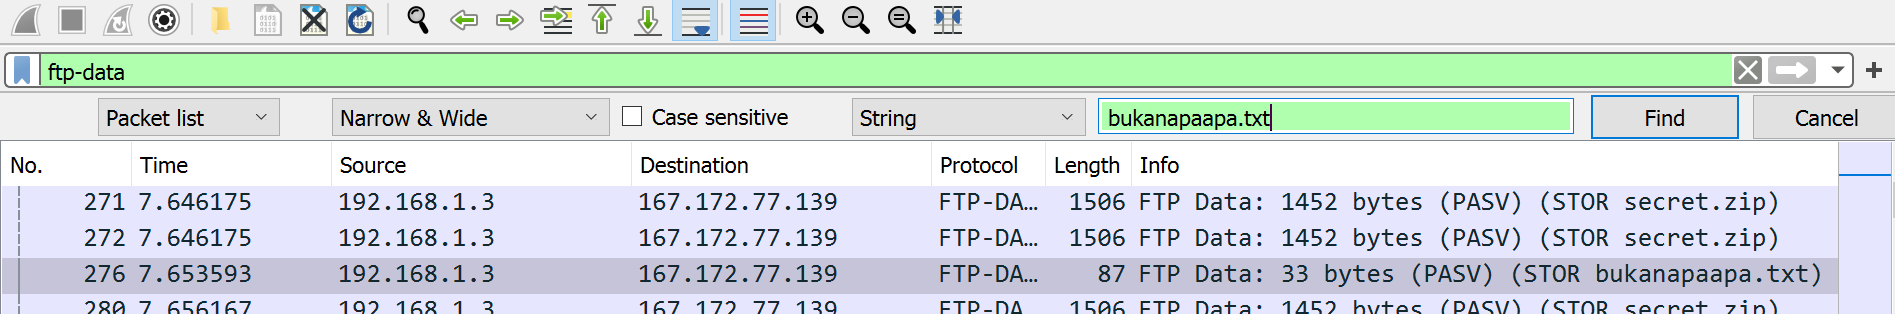 ftp-data
Packet list Narrow & Wide Case sensitive String bukanapaapa.txt Find Cancel
No. Time Source Destination Protocol Length Info
271 7.646175 192.168.1.3 167.172.77.139 FTP-DA… 1506 FTP Data: 1452 bytes (PASV) (STOR secret.zip)
272 7.646175 192.168.1.3 167.172.77.139 FTP-DA… 1506 FTP Data: 1452 bytes (PASV) (STOR secret.zip)
276 7.653593 192.168.1.3 167.172.77.139 FTP-DA… 87 FTP Data: 33 bytes (PASV) (STOR bukanapaapa.txt)
280 7.656167 192.168.1.3 167.172.77.139 FTP-DA… 1506 FTP Data: 1452 bytes (PASV) (STOR secret.zip)